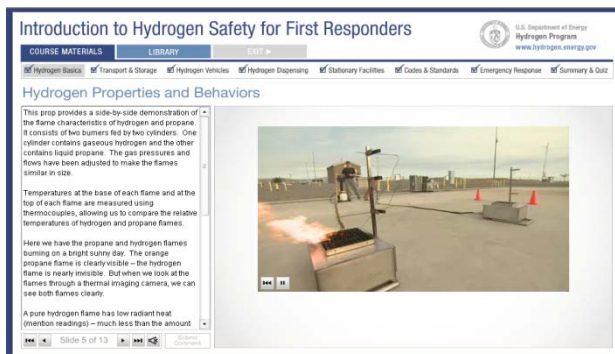 Introduction to Hydrogen Safety for First Responders
U.S. Department of Energy
Hydrogen Program
www.hydrogen.energy.gov
COURSE MATERIALS
LIBRARY
EXIT
Hydrogen Basics
Transport & Storage
Hydrogen Vehicles
Hydrogen Dispensing
Stationary Facilities
Codes & Standards
Emergency Response
Summary & Quiz
Hydrogen Properties and Behaviors
This prop provides a side-by-side demonstration of
the flame characteristics of hydrogen and propane.
It consists of two burners fed by two cylinders. One
cylinder contains gaseous hydrogen and the other
contains liquid propane. The gas pressures and
flows have been adjusted to make the flames
similar in size.
Temperatures at the base of each flame and at the
top of each flame are measured using
thermocouples, allowing us to compare the relative
temperatures of hydrogen and propane flames.
Here we have the propane and hydrogen flames
burning on a bright sunny day. The orange
propane flame is clearly visible – the hydrogen
flame is nearly invisible. But when we look at the
flames through a thermal imaging camera, we can
see both flames clearly.
A pure hydrogen flame has low radiant heat
(mention readings) – much less than the amount
Slide 5 of 13
Submit
Comment